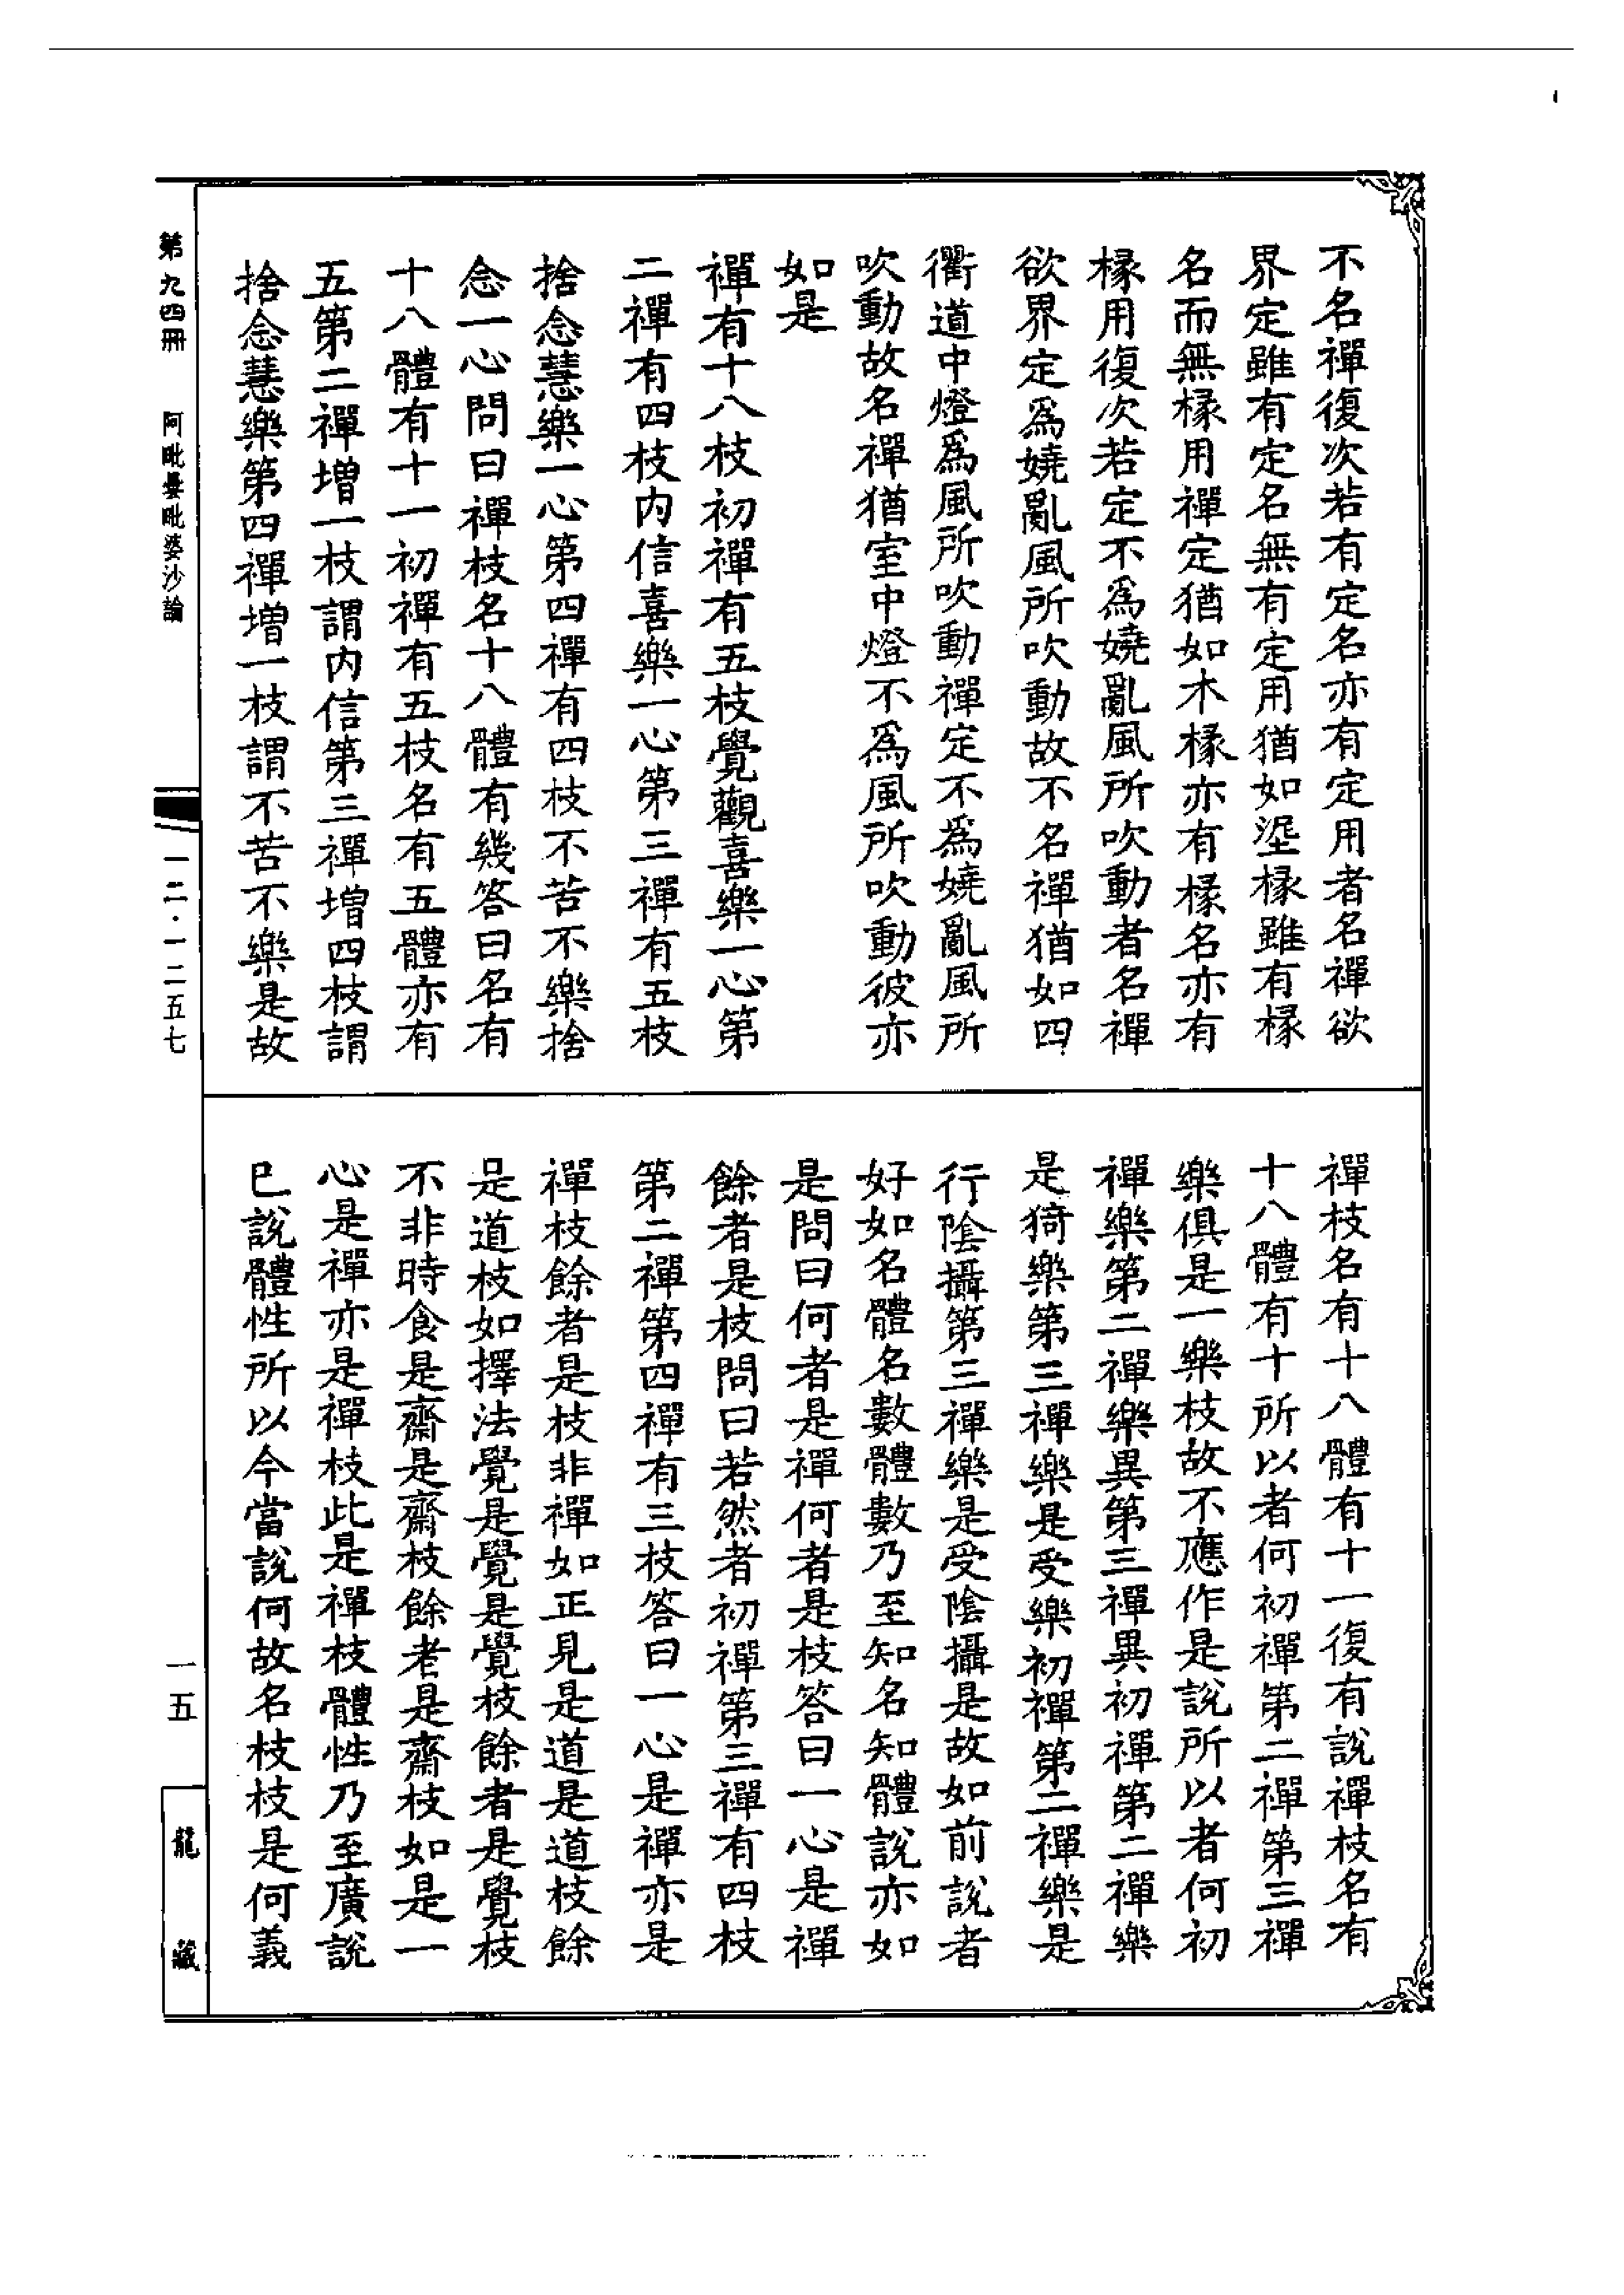 不名禪復次若有定名亦有定用者名禪欲
界定雖有定名無有定用猶如埿椽雖有椽
名而無椽用禪定猶如木椽亦有椽名亦有
椽用復次若定不爲嬈亂風所吹動者名禪
欲界定爲嬈亂風所吹動故不名禪猶如四
衢道中燈爲風所吹動禪定不爲嬈亂風所
吹動故名禪猶室中燈不爲風所吹動彼亦
如是
禪有十八枝初禪有五枝覺觀喜樂一心第
二禪有四枝内信喜樂一心第三禪有五枝
捨念慧樂一心第四禪有四枝不苦不樂捨
念一心問曰禪枝名十八體有幾答曰名有
十八體有十一初禪有五枝名有五體亦有
五第二禪增一枝謂内信第三禪增四枝謂
捨念慧樂第四禪增一枝謂不苦不樂是故
禪枝名有十八體有十一復有說禪枝名有
十八體有十所以者何初禪第二禪第三禪
樂俱是一樂枝故不應作是說所以者何初
禪樂第二禪樂異第三禪異初禪第二禪樂
是猗樂第三禪樂是受樂初禪第二禪樂是
行陰攝第三禪樂是受陰攝是故如前說者
好如名體名數體數乃至知名知體說亦如
是問曰何者是禪何者是枝答曰一心是禪
餘者是枝問曰若然者初禪第三禪有四枝
第二禪第四禪有三枝答曰一心是禪亦是
禪枝餘者是枝非禪如正見是道是道枝餘
是道枝如擇法覺是覺是覺枝餘者是覺枝
不非時食是齋是齋枝餘者是齋枝如是一
心是禪亦是禪枝此是禪枝體性乃至廣說
已說體性所以今當說何故名枝枝是何義
第九四冊 阿毗曇毗婆沙論 一二·一二五七 一五 龍藏